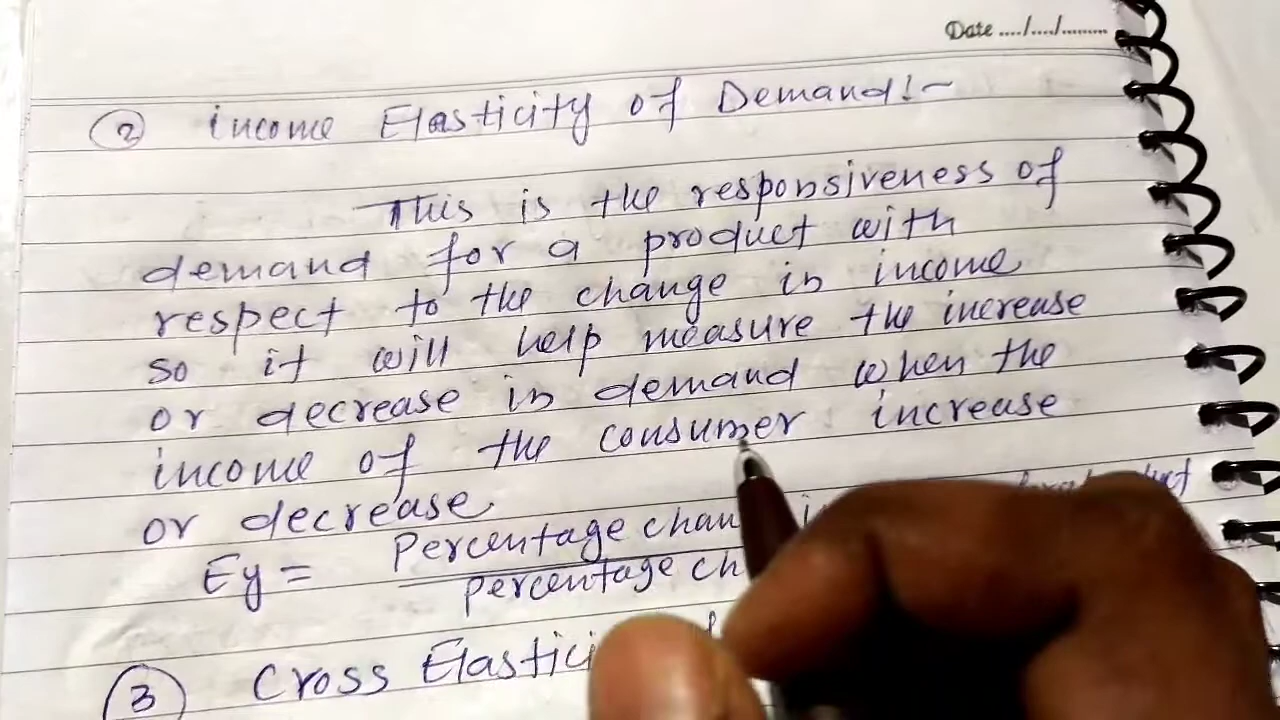 Date ..../..../.........
2 income Elasticity of Demand:-
This is the responsiveness of
demand for a product with
respect to the change in income
so it will help measure the increase
or decrease in demand when the
income of the consumer increase
or decrease.
Ey = Percentage chan
Percentage ch
3 Cross Elastici